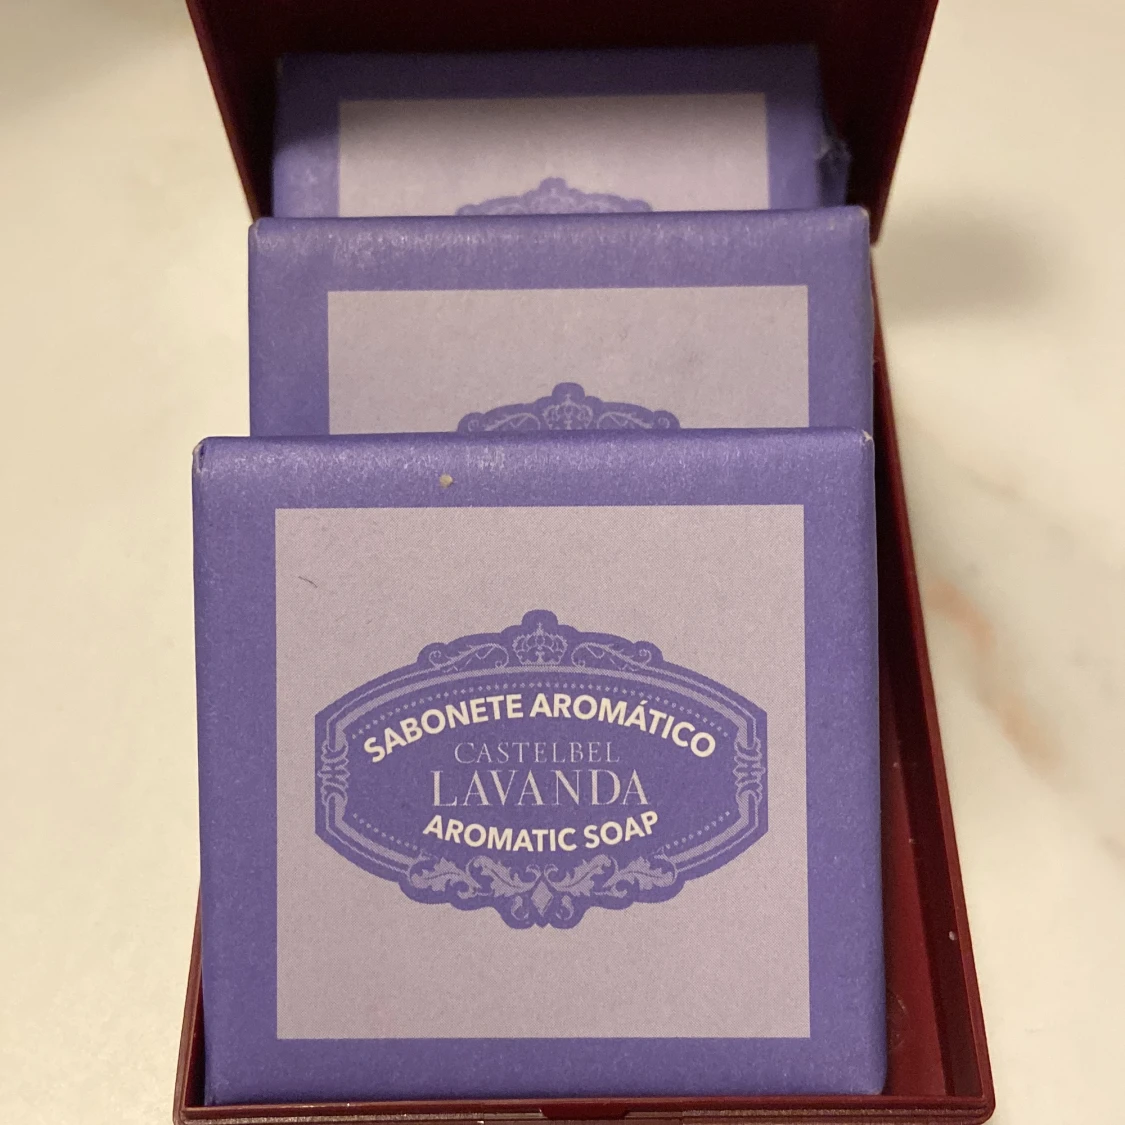 SABONETE AROMÁTICO
CASTELBEL
LAVANDA
AROMATIC SOAP